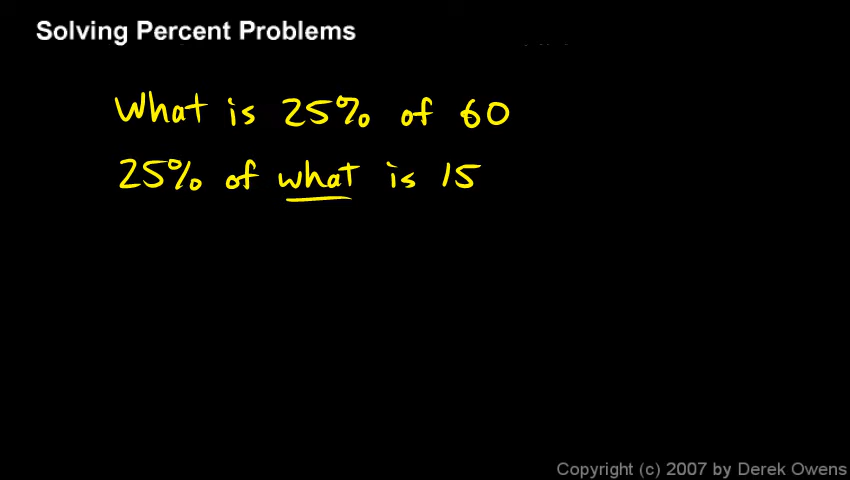 Solving Percent Problems
What is 25% of 60
25% of what is 15
Copyright (c) 2007 by Derek Owens